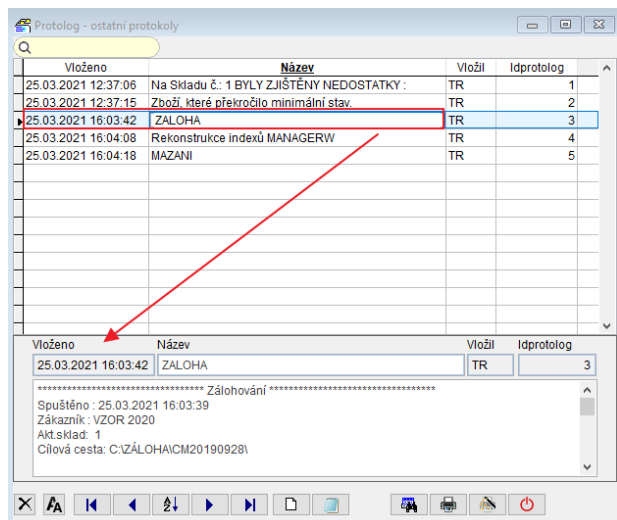 Protolog - ostatní protokoly
Vloženo Název Vložil Idprotolog
25.03.2021 12:37:06 Na Skladu č.: 1 BYLY ZJIŠTĚNY NEDOSTATKY : TR 1
25.03.2021 12:37:15 Zboží, které překročilo minimální stav. TR 2
25.03.2021 16:03:42 ZALOHA TR 3
25.03.2021 16:04:08 Rekonstrukce indexů MANAGERW TR 4
25.03.2021 16:04:18 MAZANI TR 5
Vloženo Název Vložil Idprotolog
25.03.2021 16:03:42 ZALOHA TR 3
********************************** Zálohování **********************************
Spuštěno : 25.03.2021 16:03:39
Zákazník : VZOR 2020
Akt.sklad: 1
Cílová cesta: C:\ZÁLOHA\CM20190928\